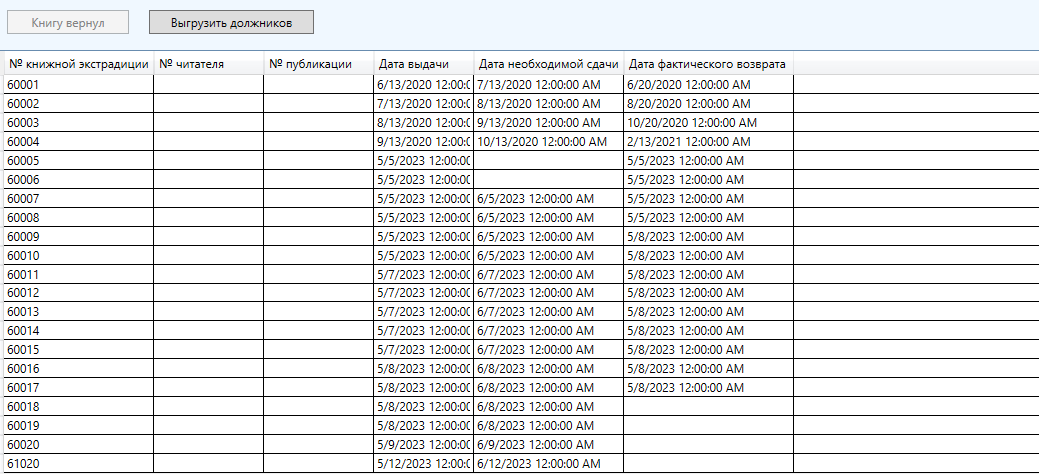 Книгу вернул Выгрузить должников
№ книжной экстрадиции № читателя № публикации Дата выдачи Дата необходимой сдачи Дата фактического возврата
60001 6/13/2020 12:00:0 7/13/2020 12:00:00 AM 6/20/2020 12:00:00 AM
60002 7/13/2020 12:00:0 8/13/2020 12:00:00 AM 8/20/2020 12:00:00 AM
60003 8/13/2020 12:00:0 9/13/2020 12:00:00 AM 10/20/2020 12:00:00 AM
60004 9/13/2020 12:00:0 10/13/2020 12:00:00 AM 2/13/2021 12:00:00 AM
60005 5/5/2023 12:00:00 5/5/2023 12:00:00 AM
60006 5/5/2023 12:00:00 5/5/2023 12:00:00 AM
60007 5/5/2023 12:00:00 6/5/2023 12:00:00 AM 5/5/2023 12:00:00 AM
60008 5/5/2023 12:00:00 6/5/2023 12:00:00 AM 5/5/2023 12:00:00 AM
60009 5/5/2023 12:00:00 6/5/2023 12:00:00 AM 5/8/2023 12:00:00 AM
60010 5/5/2023 12:00:00 6/5/2023 12:00:00 AM 5/8/2023 12:00:00 AM
60011 5/7/2023 12:00:00 6/7/2023 12:00:00 AM 5/8/2023 12:00:00 AM
60012 5/7/2023 12:00:00 6/7/2023 12:00:00 AM 5/8/2023 12:00:00 AM
60013 5/7/2023 12:00:00 6/7/2023 12:00:00 AM 5/8/2023 12:00:00 AM
60014 5/7/2023 12:00:00 6/7/2023 12:00:00 AM 5/8/2023 12:00:00 AM
60015 5/7/2023 12:00:00 6/7/2023 12:00:00 AM 5/8/2023 12:00:00 AM
60016 5/8/2023 12:00:00 6/8/2023 12:00:00 AM 5/8/2023 12:00:00 AM
60017 5/8/2023 12:00:00 6/8/2023 12:00:00 AM 5/8/2023 12:00:00 AM
60018 5/8/2023 12:00:00 6/8/2023 12:00:00 AM
60019 5/8/2023 12:00:00 6/8/2023 12:00:00 AM
60020 5/9/2023 12:00:00 6/9/2023 12:00:00 AM
61020 5/12/2023 12:00:0 6/12/2023 12:00:00 AM